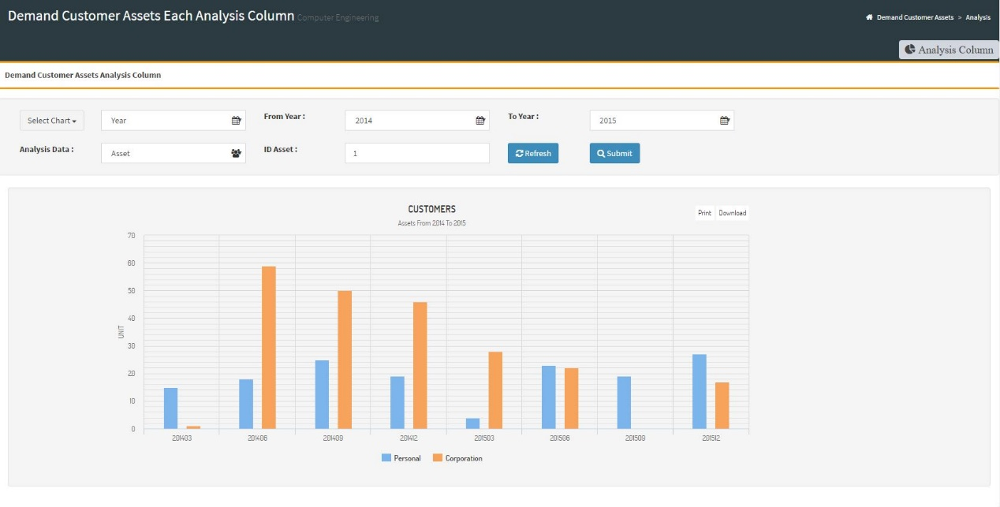 Demand Customer Assets Each Analysis Column Computer Engineering
Demand Customer Assets > Analysis
Analysis Column
Demand Customer Assets Analysis Column
Select Chart Year From Year : 2014 To Year : 2015
Analysis Data : Asset ID Asset : 1 Refresh Submit
CUSTOMERS
Assets From 2014 To 2015
Print Download
70
60
50
40
30
20
10
0
UNIT
201403 201406 201409 201412 201503 201506 201509 201512
Personal Corporation